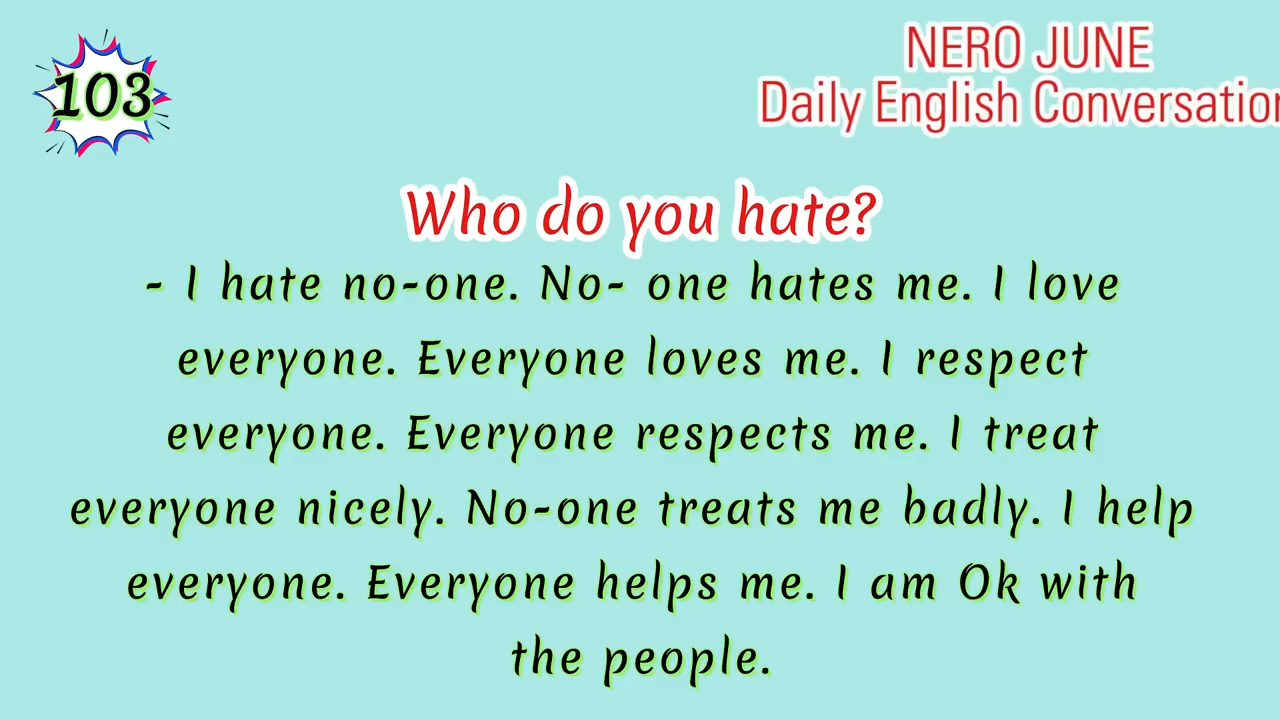 103
NERO JUNE
Daily English Conversation
Who do you hate?
- I hate no-one. No- one hates me. I love
everyone. Everyone loves me. I respect
everyone. Everyone respects me. I treat
everyone nicely. No-one treats me badly. I help
everyone. Everyone helps me. I am Ok with
the people.